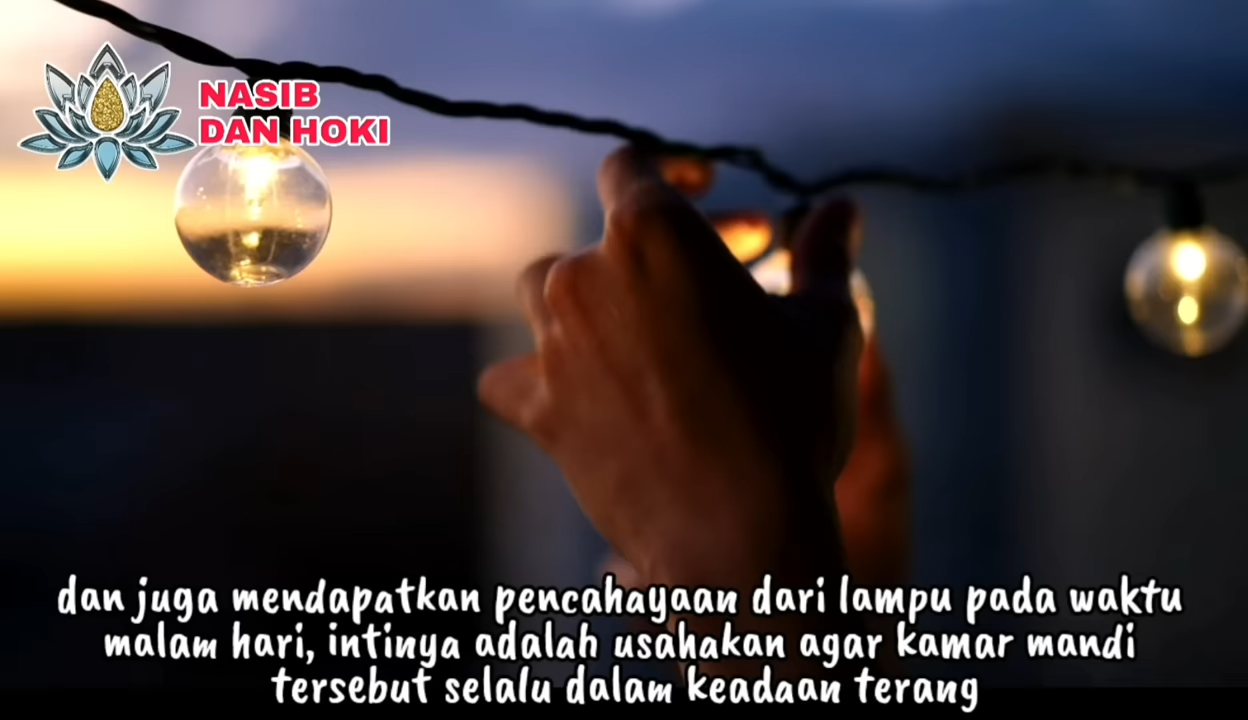 NASIB
DAN HOKI
dan juga mendapatkan pencahayaan dari lampu pada waktu
malam hari, intinya adalah usahakan agar kamar mandi
tersebut selalu dalam keadaan terang